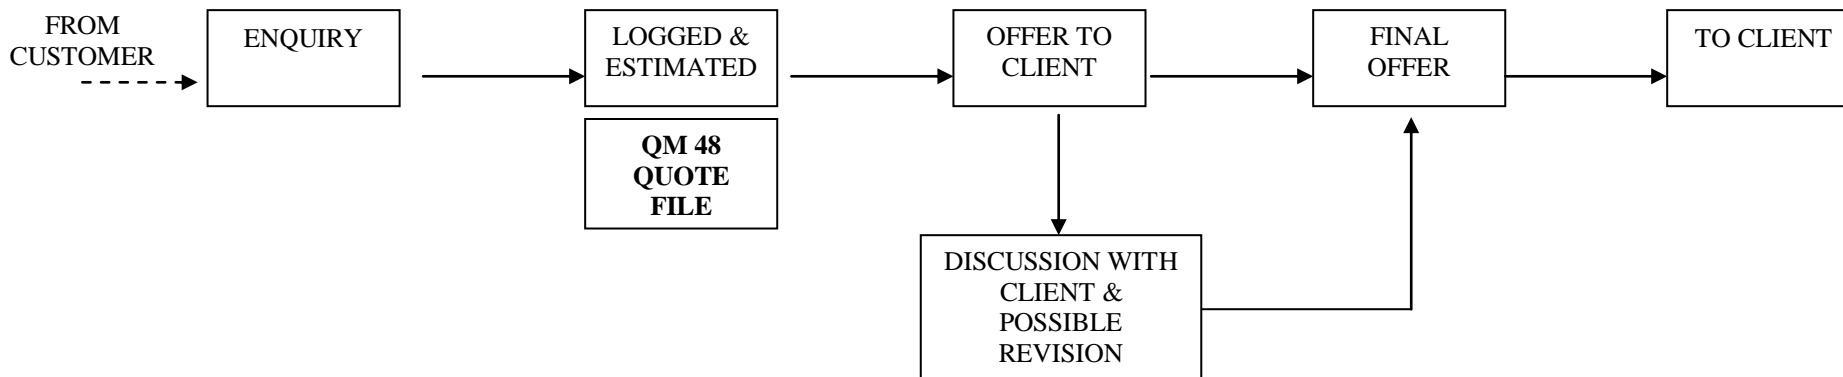 FROM
CUSTOMER
ENQUIRY
LOGGED &
ESTIMATED
QM 48
QUOTE
FILE
OFFER TO
CLIENT
DISCUSSION WITH
CLIENT &
POSSIBLE
REVISION
FINAL
OFFER
TO CLIENT